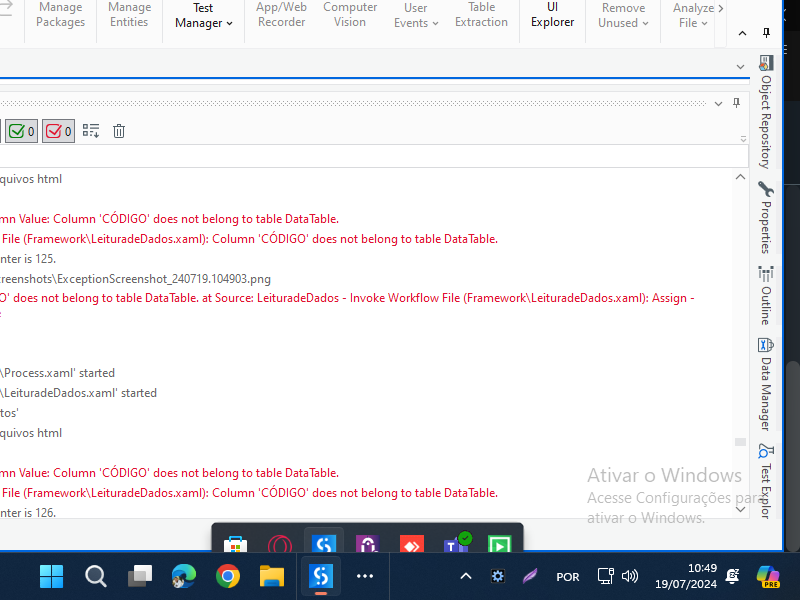 Manage
Packages
Manage
Entities
Test
Manager
App/Web
Recorder
Computer
Vision
User
Events
Table
Extraction
UI
Explorer
Remove
Unused
Analyze
File
0
0
quivos html
mn Value: Column 'CÓDIGO' does not belong to table DataTable.
File (Framework\LeituradeDados.xaml): Column 'CÓDIGO' does not belong to table DataTable.
nter is 125.
reenshots\ExceptionScreenshot_240719.104903.png
O' does not belong to table DataTable. at Source: LeituradeDados - Invoke Workflow File (Framework\LeituradeDados.xaml): Assign -
\Process.xaml' started
\LeituradeDados.xaml' started
tos'
quivos html
mn Value: Column 'CÓDIGO' does not belong to table DataTable.
File (Framework\LeituradeDados.xaml): Column 'CÓDIGO' does not belong to table DataTable.
nter is 126.
Object Repository
Properties
Outline
Data Manager
Test Explor
Ativar o Windows
Acesse Configurações para
ativar o Windows.
POR
10:49
19/07/2024
PRE